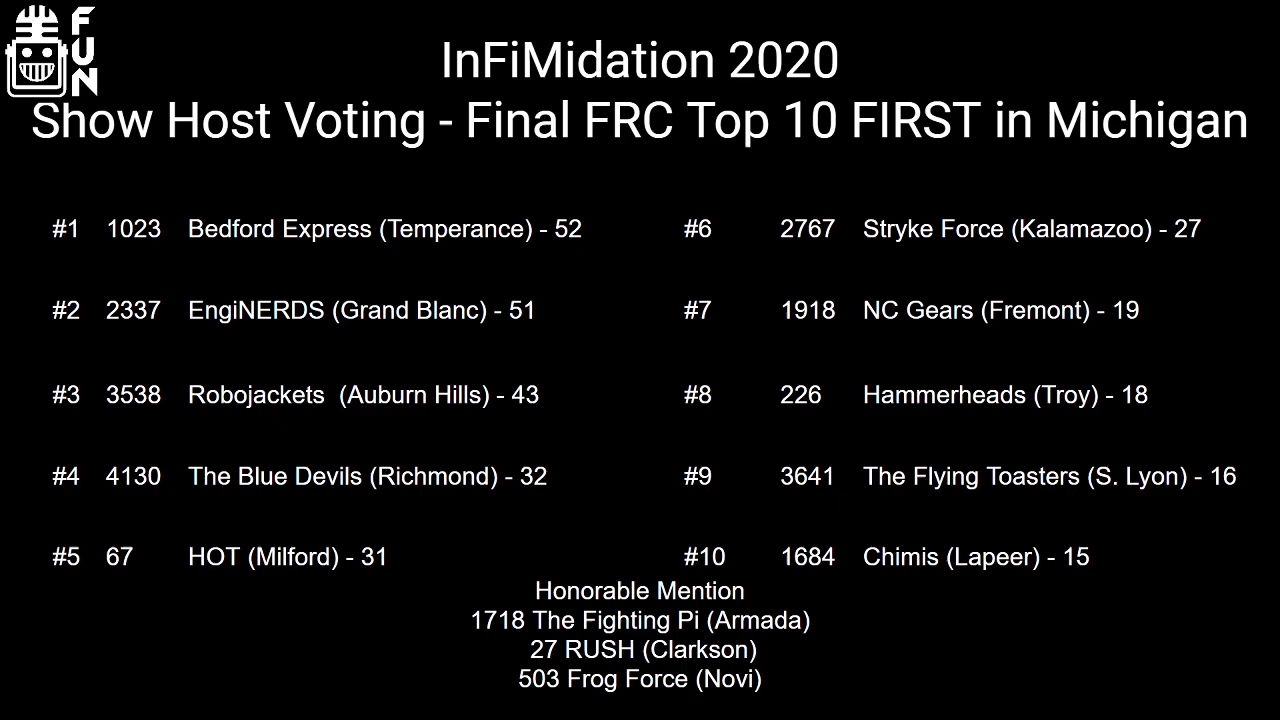 FUN
InFiMidation 2020
Show Host Voting - Final FRC Top 10 FIRST in Michigan
#1 1023 Bedford Express (Temperance) - 52
#2 2337 EngiNERDS (Grand Blanc) - 51
#3 3538 Robojackets (Auburn Hills) - 43
#4 4130 The Blue Devils (Richmond) - 32
#5 67 HOT (Milford) - 31
#6 2767 Stryke Force (Kalamazoo) - 27
#7 1918 NC Gears (Fremont) - 19
#8 226 Hammerheads (Troy) - 18
#9 3641 The Flying Toasters (S. Lyon) - 16
#10 1684 Chimis (Lapeer) - 15
Honorable Mention
1718 The Fighting Pi (Armada)
27 RUSH (Clarkson)
503 Frog Force (Novi)